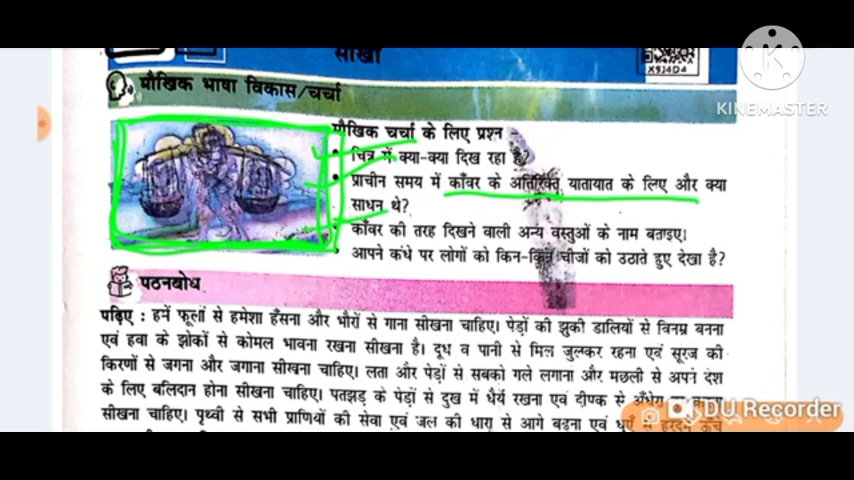 सीखो
X9J4D4
KINEMASTER
मौखिक भाषा विकास/चर्चा
मौखिक चर्चा के लिए प्रश्न -
• चित्र में क्या-क्या दिख रहा है?
• प्राचीन समय में काँवर के अतिरिक्त यातायात के लिए और क्या
साधन थे?
• काँवर की तरह दिखने वाली अन्य वस्तुओं के नाम बताइए।
• आपने कंधे पर लोगों को किन-किन चीजों को उठाते हुए देखा है?
पठनबोध
पढ़िए : हमें फूलों से हमेशा हँसना और भौरों से गाना सीखना चाहिए। पेड़ों की झुकी डालियों से विनम्र बनना
एवं हवा के झोकों से कोमल भावना रखना सीखना है। दूध व पानी से मिल जुलकर रहना एवं सूरज की
किरणों से जगना और जगाना सीखना चाहिए। लता और पेड़ों से सबको गले लगाना और मछली से अपने देश
के लिए बलिदान होना सीखना चाहिए। पतझड़ के पेड़ों से दुख में धैर्य रखना एवं दीपक से अँधेरा
सीखना चाहिए। पृथ्वी से सभी प्राणियों की सेवा एवं जल की धारा से आगे बढ़ना एवं धुएँ से हरदम ऊँचे
DU Recorder